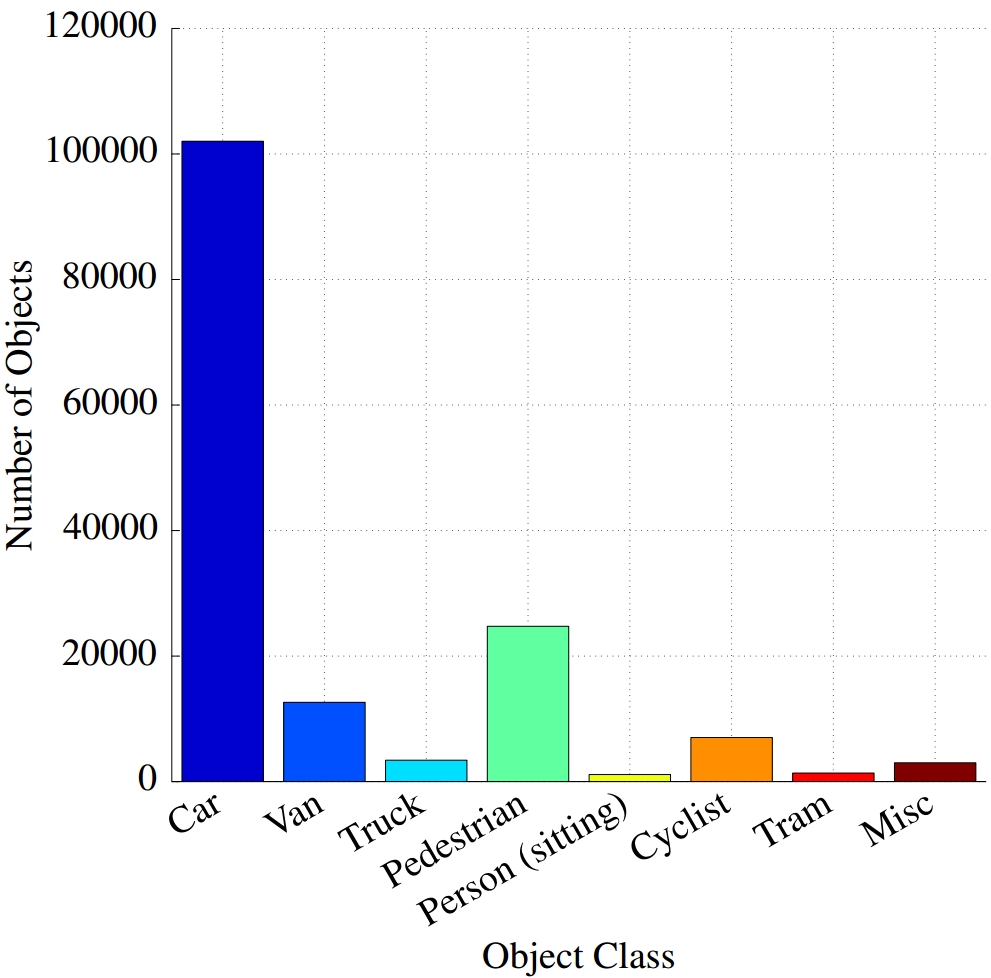 120000
100000
80000
60000
40000
20000
0
Number of Objects
Car
Van
Truck
Pedestrian
Person (sitting)
Cyclist
Tram
Misc
Object Class